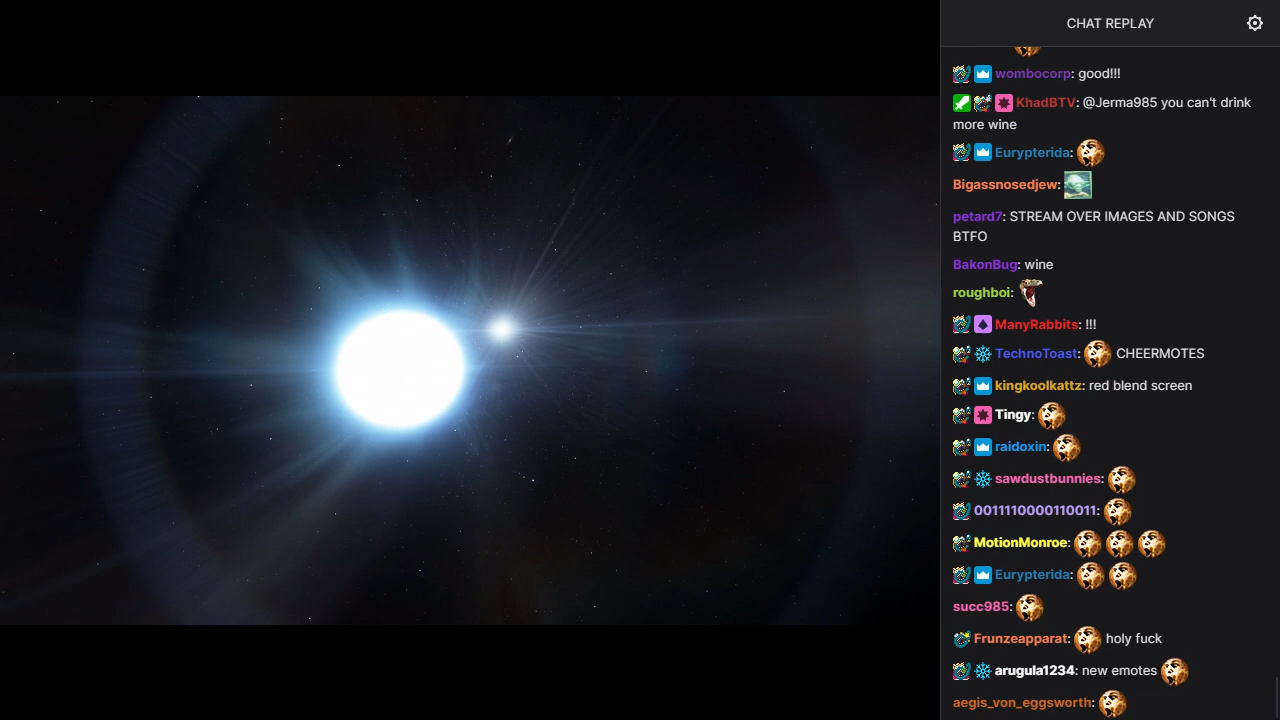 CHAT REPLAY
wombocorp: good!!!
KhadBTV: @Jerma985 you can't drink
more wine
Eurypterida:
Bigassnosedjew:
petard7: STREAM OVER IMAGES AND SONGS
BTFO
BakonBug: wine
roughboi:
ManyRabbits: !!!
TechnoToast: CHEERMOTES
kingkoolkattz: red blend screen
Tingy:
raidoxin:
sawdustbunnies:
0011110000110011:
MotionMonroe:
Eurypterida:
succ985:
Frunzeapparat: holy fuck
arugula1234: new emotes
aegis_von_eggsworth: